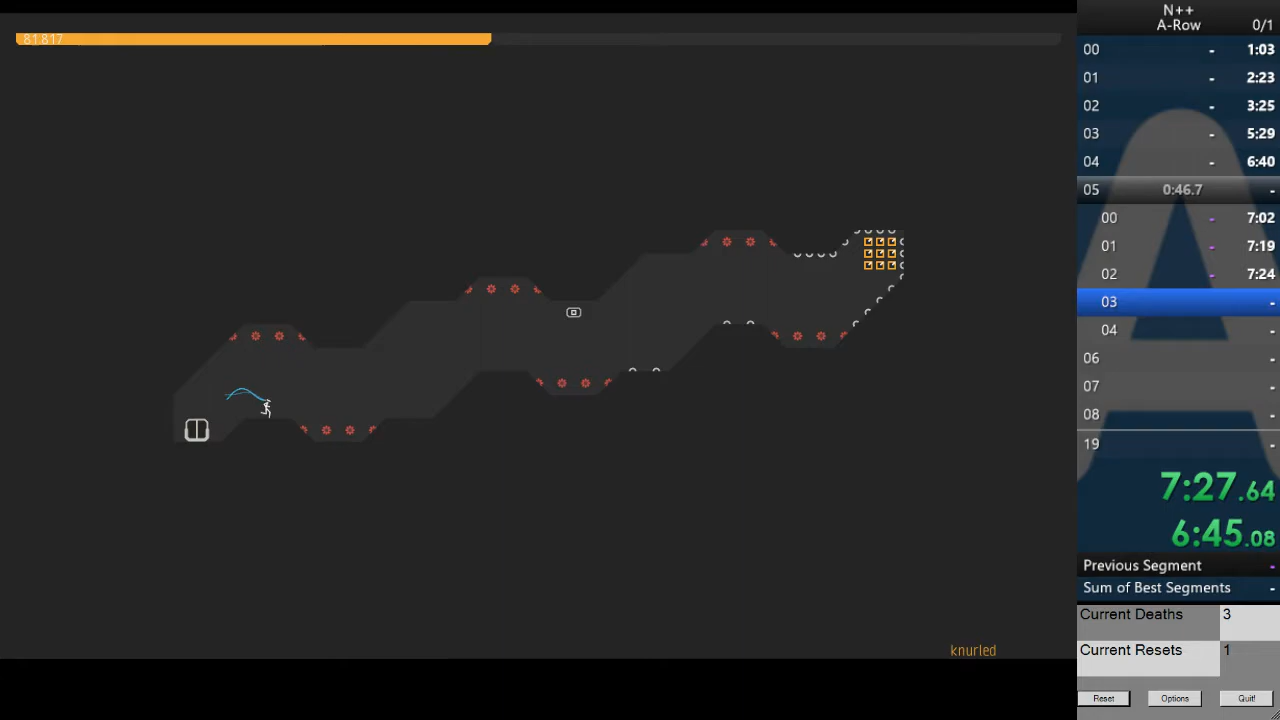 81.817
knurled
N++
A-Row 0/1
00 - 1:03
01 - 2:23
02 - 3:25
03 - 5:29
04 - 6:40
05 0:46.7 -
00 - 7:02
01 - 7:19
02 - 7:24
03 -
04 -
06 -
07 -
08 -
19 -
7:27.64
6:45.08
Previous Segment -
Sum of Best Segments -
Current Deaths 3
Current Resets 1
Reset Options Quit!